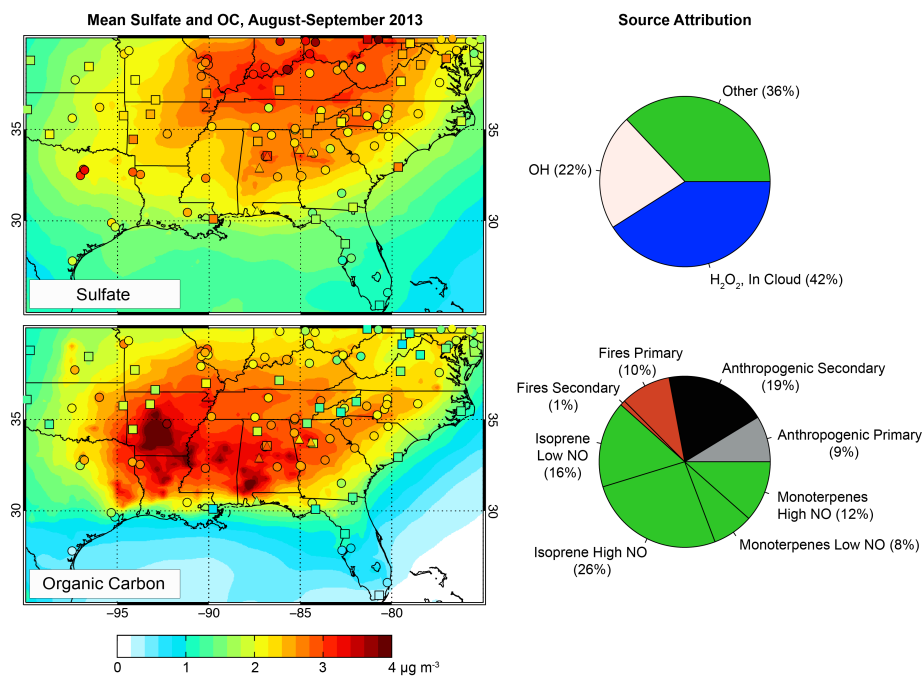 Mean Sulfate and OC, August-September 2013
Source Attribution
35
30
35
30
Sulfate
Other (36%)
OH (22%)
H₂O₂, In Cloud (42%)
35
30
35
30
Organic Carbon
−95
−90
−85
−80
Fires Primary
(10%)
Anthropogenic Secondary
(19%)
Fires Secondary
(1%)
Anthropogenic Primary
(9%)
Isoprene
Low NO
(16%)
Monoterpenes
High NO (12%)
Monoterpenes Low NO (8%)
Isoprene High NO
(26%)
0
1
2
3
4 μg m⁻³